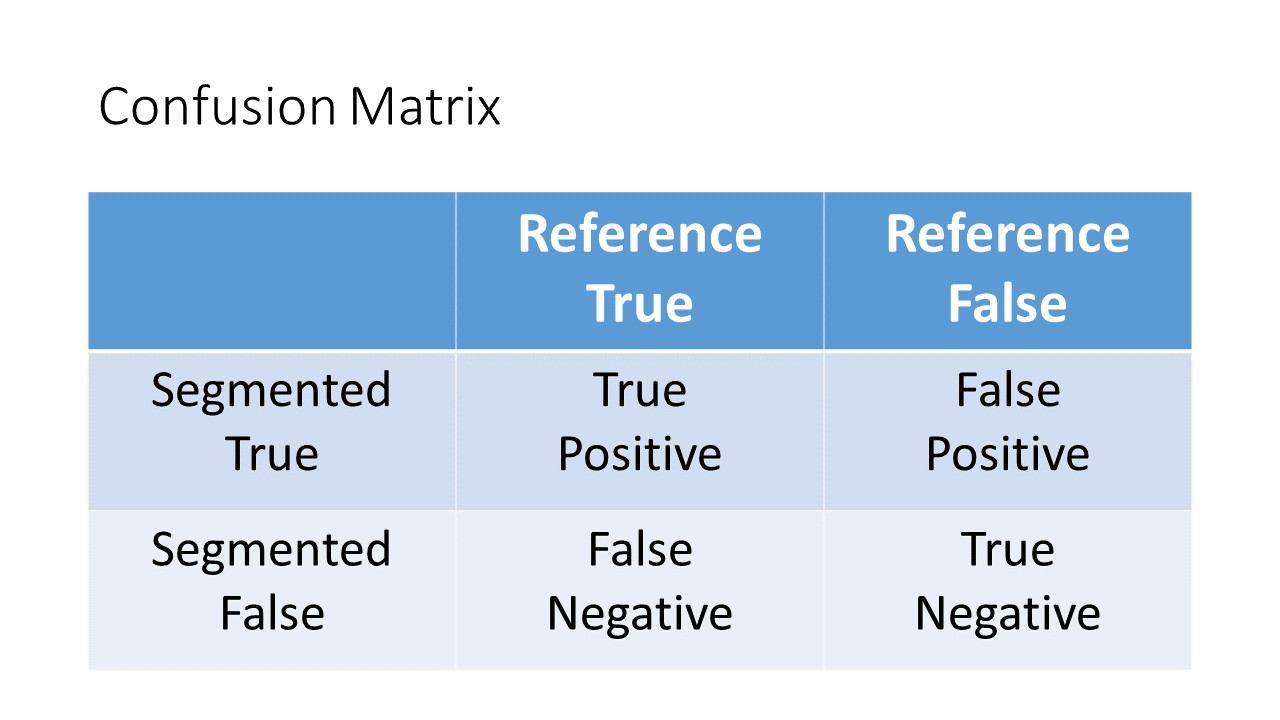 Confusion Matrix
Reference
True
Reference
False
Segmented
True
True
Positive
False
Positive
Segmented
False
False
Negative
True
Negative